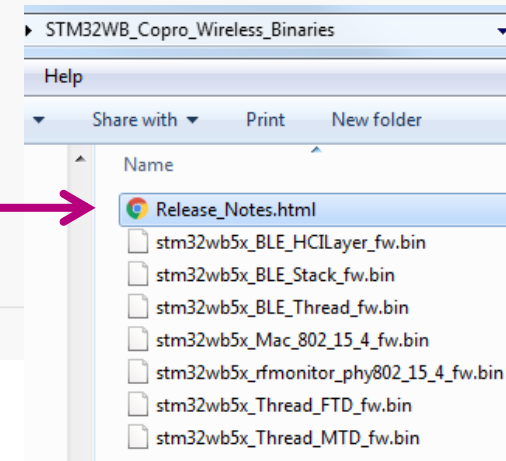 STM32WB_Copro_Wireless_Binaries
Help
Share with Print New folder
Name
Release_Notes.html
stm32wb5x_BLE_HCILayer_fw.bin
stm32wb5x_BLE_Stack_fw.bin
stm32wb5x_BLE_Thread_fw.bin
stm32wb5x_Mac_802_15_4_fw.bin
stm32wb5x_rfmonitor_phy802_15_4_fw.bin
stm32wb5x_Thread_FTD_fw.bin
stm32wb5x_Thread_MTD_fw.bin